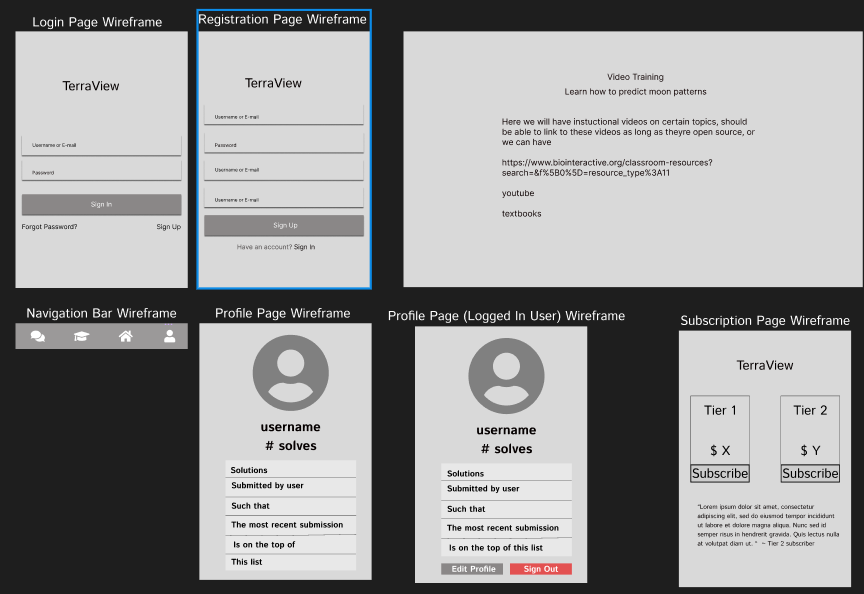 Login Page Wireframe
TerraView
Username or E-mail
Password
Sign In
Forgot Password?
Sign Up
Registration Page Wireframe
TerraView
Username or E-mail
Password
Username or E-mail
Username or E-mail
Sign Up
Have an account? Sign In
Video Training
Learn how to predict moon patterns
Here we will have instuctional videos on certain topics, should
be able to link to these videos as long as theyre open source, or
we can have
https://www.biointeractive.org/classroom-resources?
search=&f%5B0%5D=resource_type%3A11
youtube
textbooks
Navigation Bar Wireframe
Profile Page Wireframe
username
# solves
Solutions
Submitted by user
Such that
The most recent submission
Is on the top of
This list
Profile Page (Logged In User) Wireframe
username
# solves
Solutions
Submitted by user
Such that
The most recent submission
Is on the top of this list
Edit Profile
Sign Out
Subscription Page Wireframe
TerraView
Tier 1
$ X
Subscribe
Tier 2
$ Y
Subscribe
"Lorem ipsum dolor sit amet, consectetur
adipiscing elit, sed do eiusmod tempor incididunt
ut labore et dolore magna aliqua. Nunc sed id
semper risus in hendrerit gravida. Quis lectus nulla
at volutpat diam ut. " ~ Tier 2 subscriber